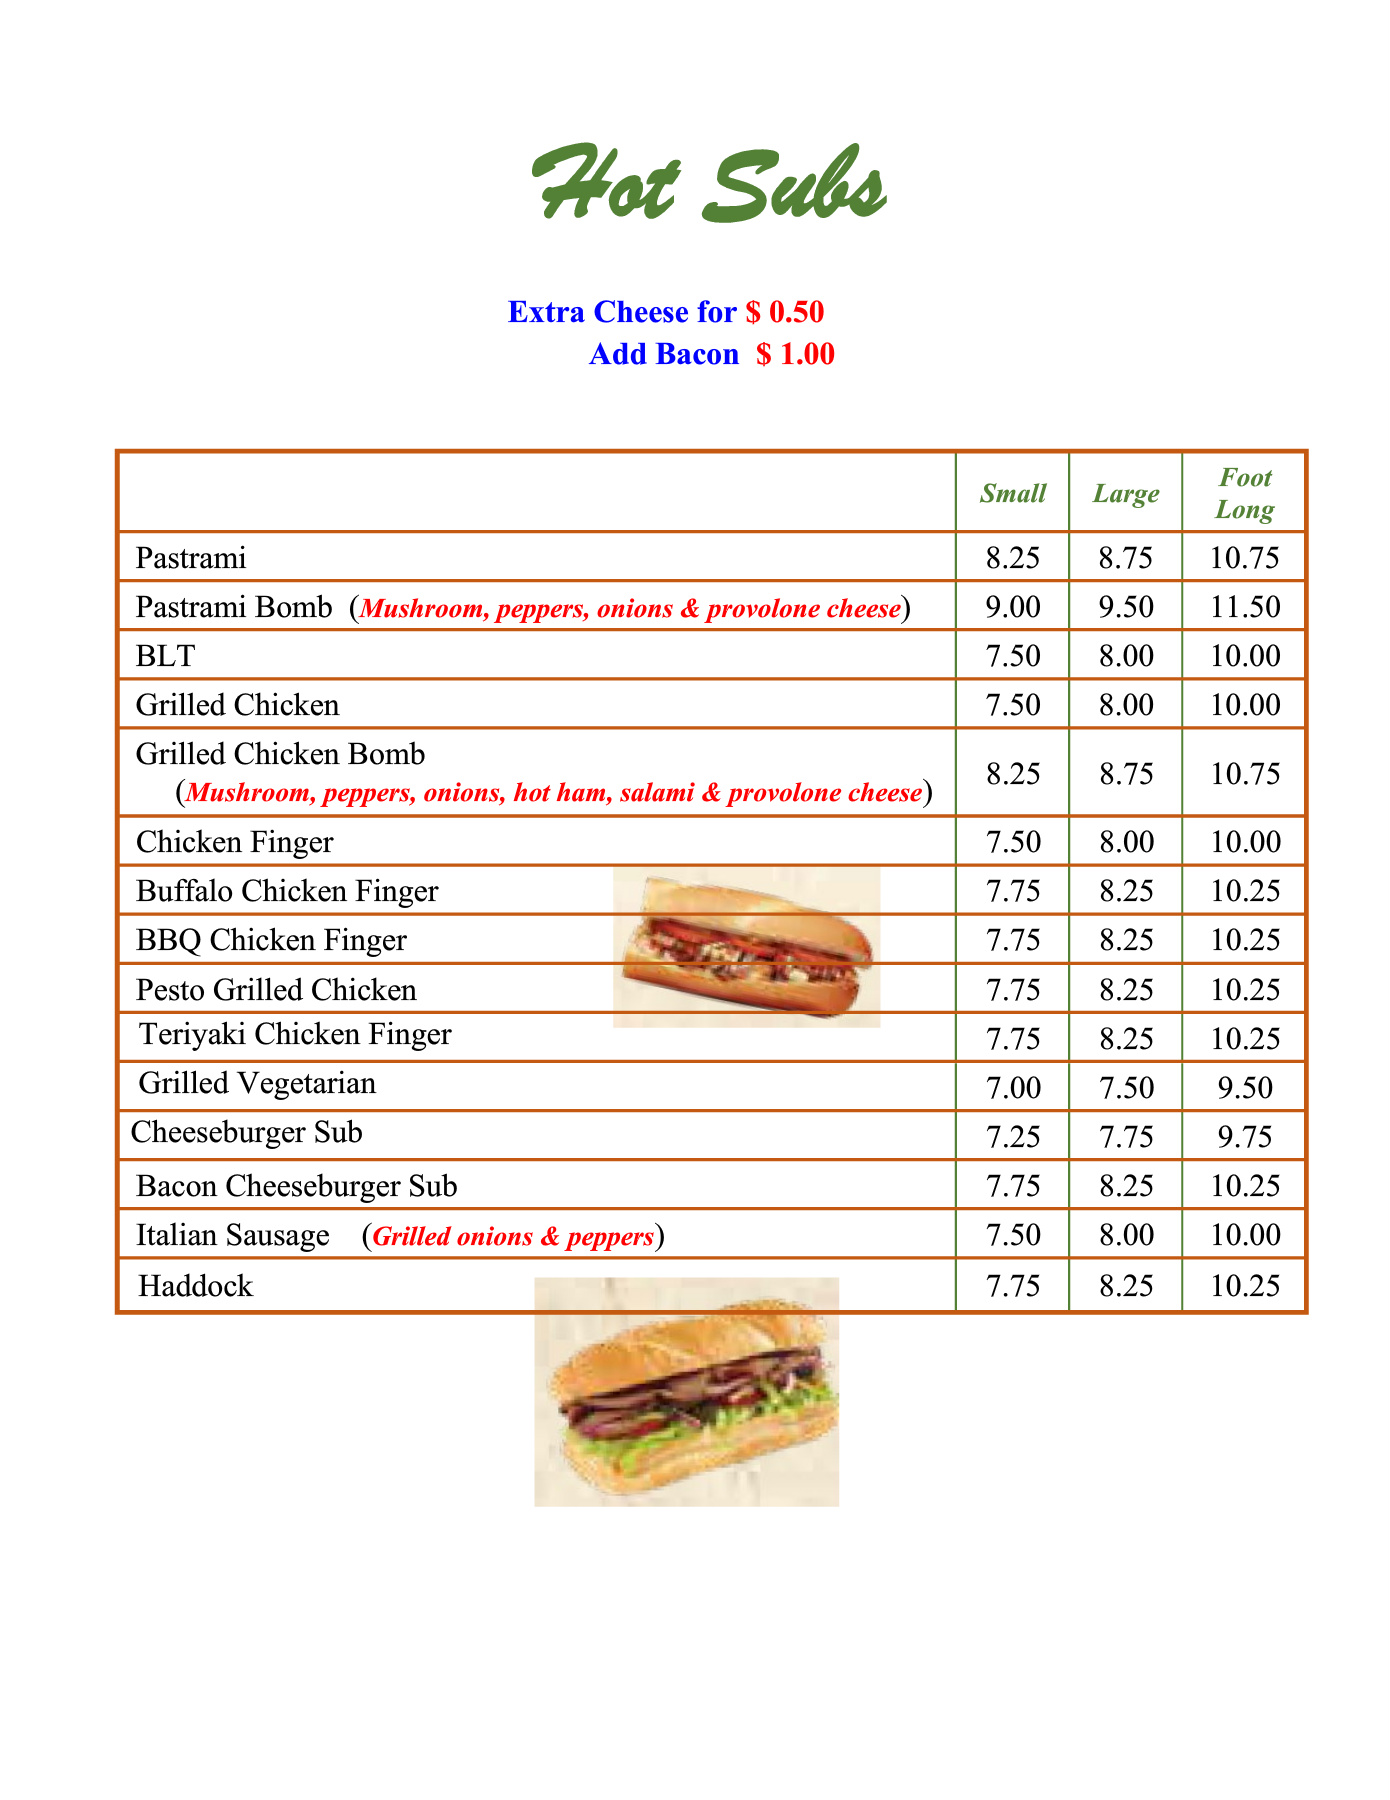 Hot Subs
Extra Cheese for $ 0.50
Add Bacon $ 1.00
Small Large Foot Long
Pastrami 8.25 8.75 10.75
Pastrami Bomb (Mushroom, peppers, onions & provolone cheese) 9.00 9.50 11.50
BLT 7.50 8.00 10.00
Grilled Chicken 7.50 8.00 10.00
Grilled Chicken Bomb
(Mushroom, peppers, onions, hot ham, salami & provolone cheese) 8.25 8.75 10.75
Chicken Finger 7.50 8.00 10.00
Buffalo Chicken Finger 7.75 8.25 10.25
BBQ Chicken Finger 7.75 8.25 10.25
Pesto Grilled Chicken 7.75 8.25 10.25
Teriyaki Chicken Finger 7.75 8.25 10.25
Grilled Vegetarian 7.00 7.50 9.50
Cheeseburger Sub 7.25 7.75 9.75
Bacon Cheeseburger Sub 7.75 8.25 10.25
Italian Sausage (Grilled onions & peppers) 7.50 8.00 10.00
Haddock 7.75 8.25 10.25